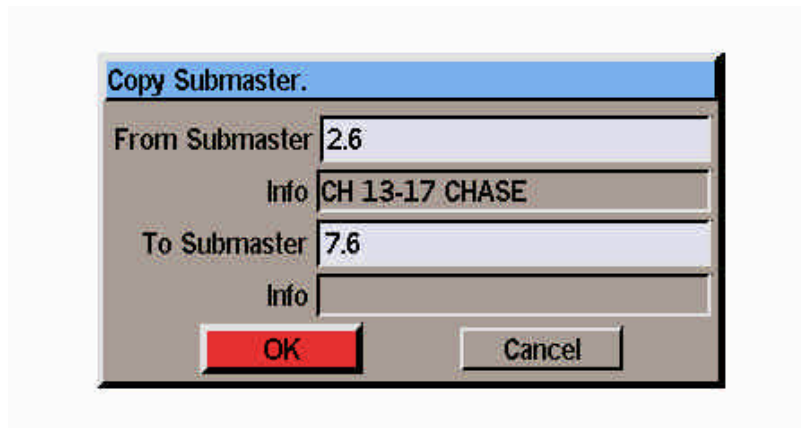 Copy Submaster.
From Submaster 2.6
Info CH 13-17 CHASE
To Submaster 7.6
Info
OK Cancel